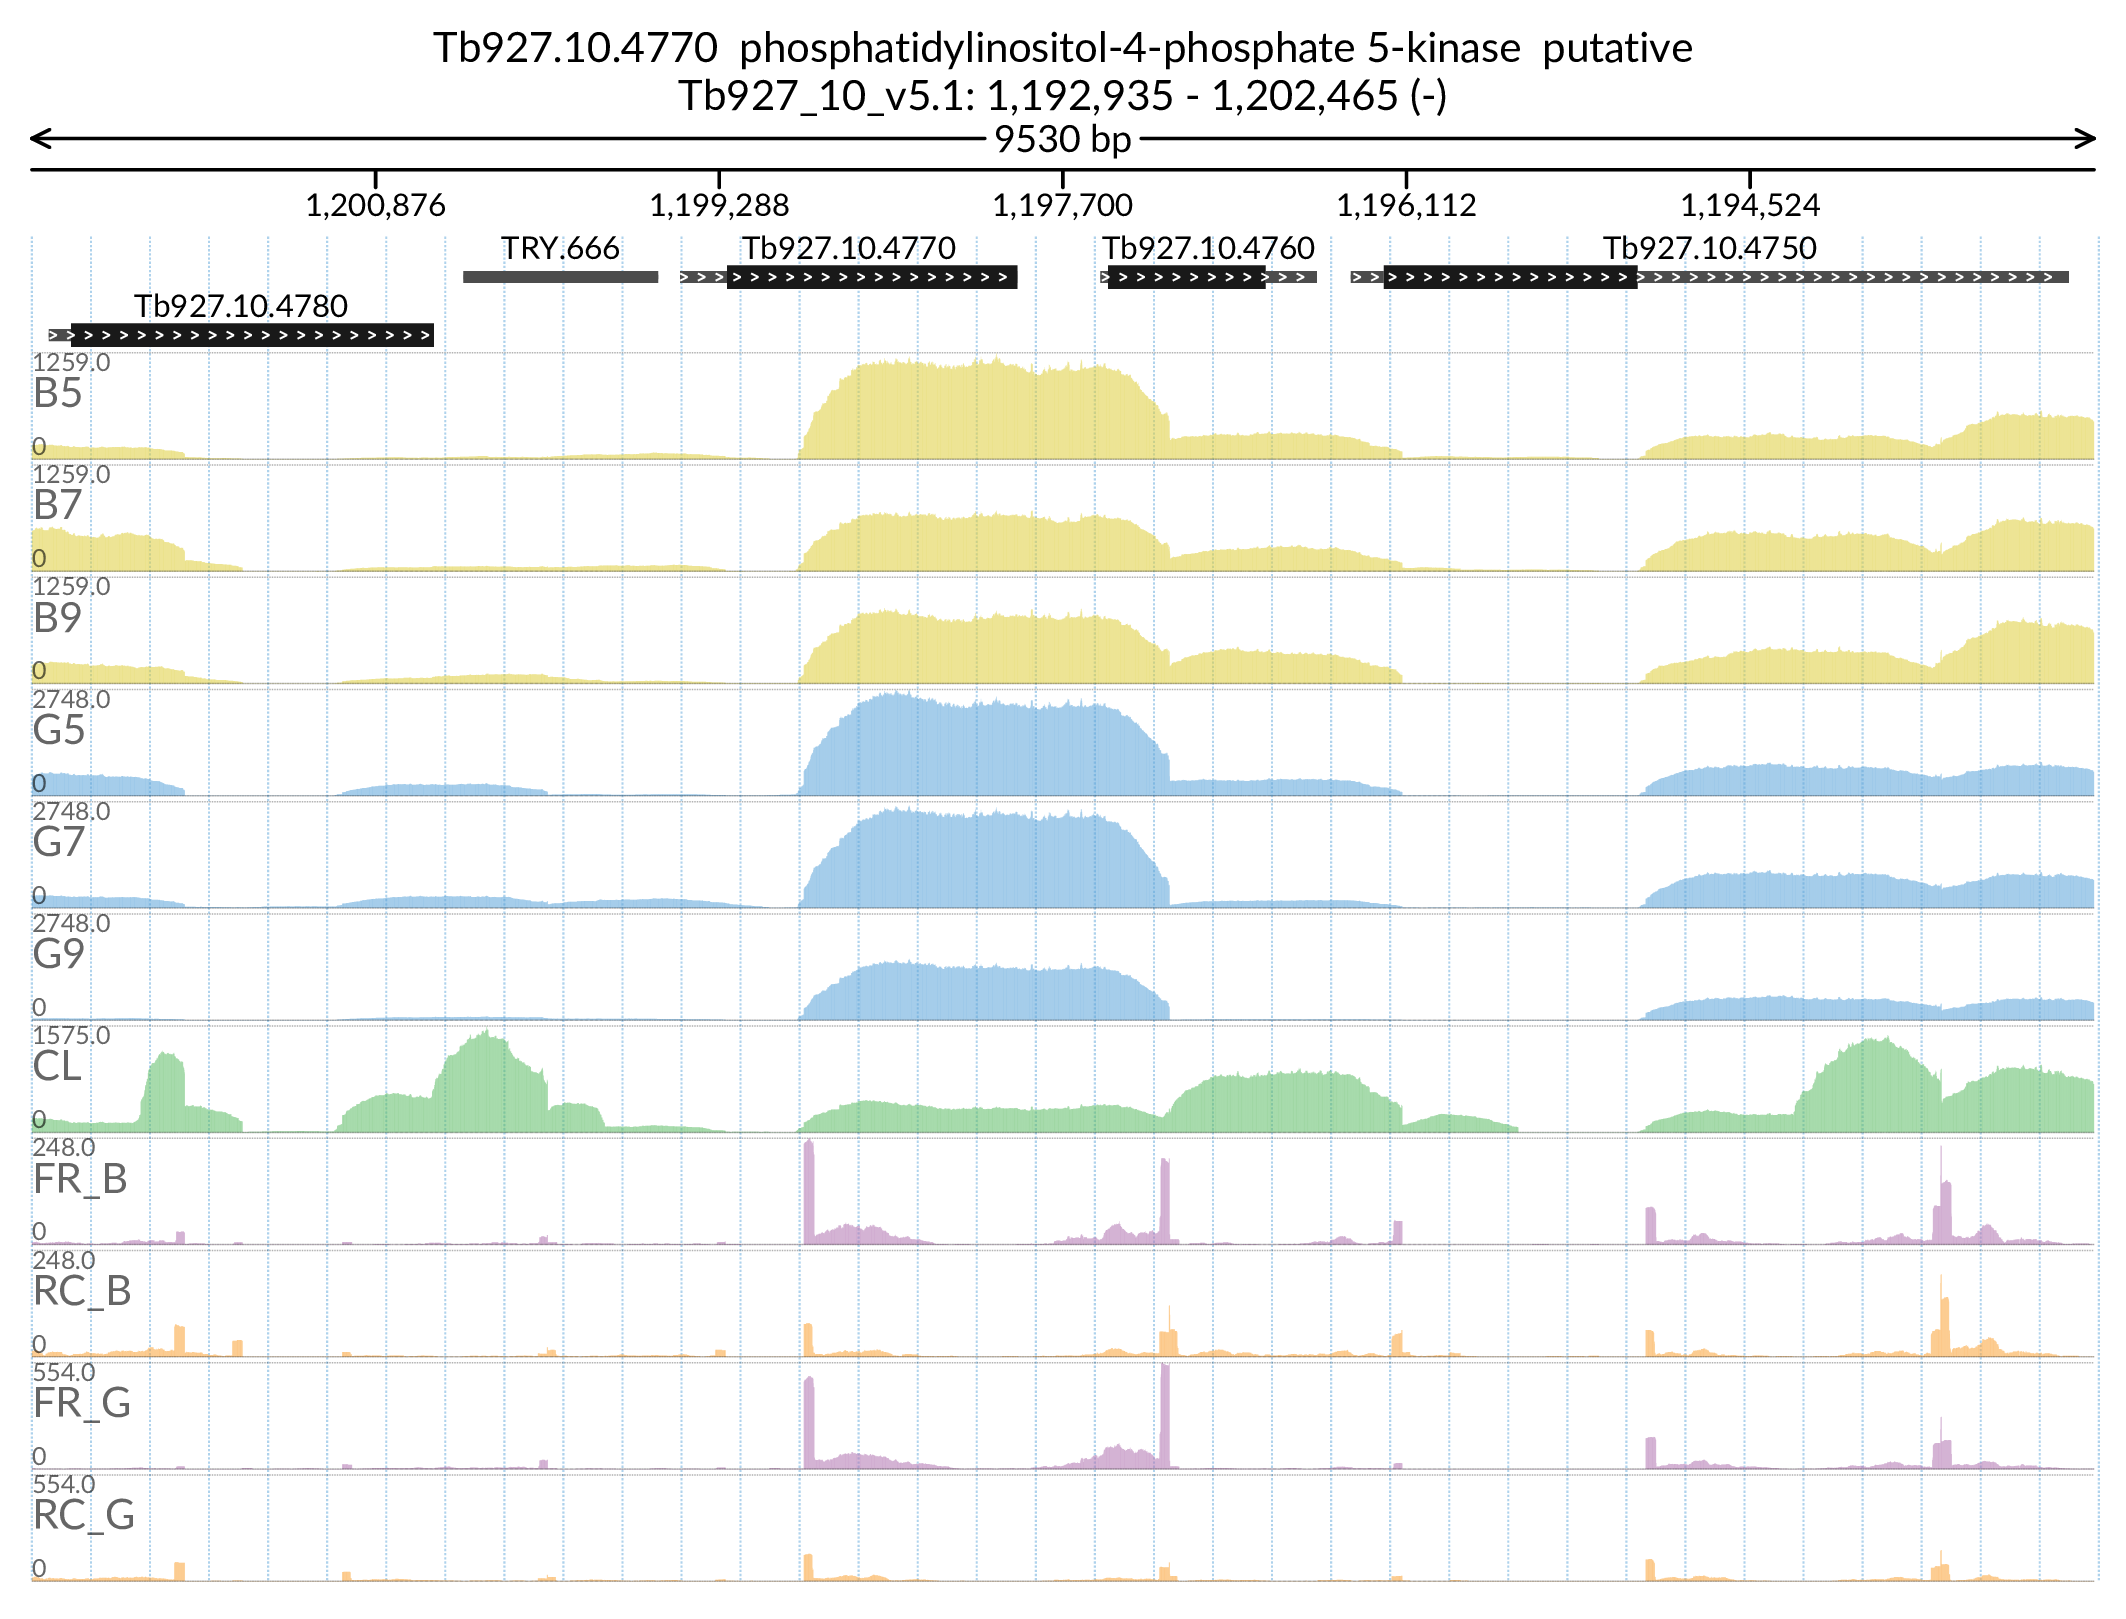 Tb927.10.4770 phosphatidylinositol-4-phosphate 5-kinase putative
Tb927_10_v5.1: 1,192,935 - 1,202,465 (-)
9530 bp
1,200,876 1,199,288 1,197,700 1,196,112 1,194,524
TRY.666 Tb927.10.4770 Tb927.10.4760 Tb927.10.4750
Tb927.10.4780
1259.0
B5
0
1259.0
B7
0
1259.0
B9
0
2748.0
G5
0
2748.0
G7
0
2748.0
G9
0
1575.0
CL
0
248.0
FR_B
0
248.0
RC_B
0
554.0
FR_G
0
554.0
RC_G
0